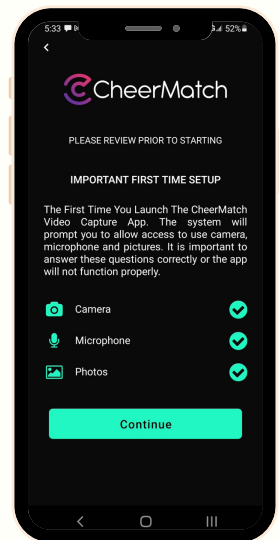 5:33
52%
CheerMatch
PLEASE REVIEW PRIOR TO STARTING
IMPORTANT FIRST TIME SETUP
The First Time You Launch The CheerMatch
Video Capture App. The system will
prompt you to allow access to use camera,
microphone and pictures. It is important to
answer these questions correctly or the app
will not function properly.
Camera
Microphone
Photos
Continue